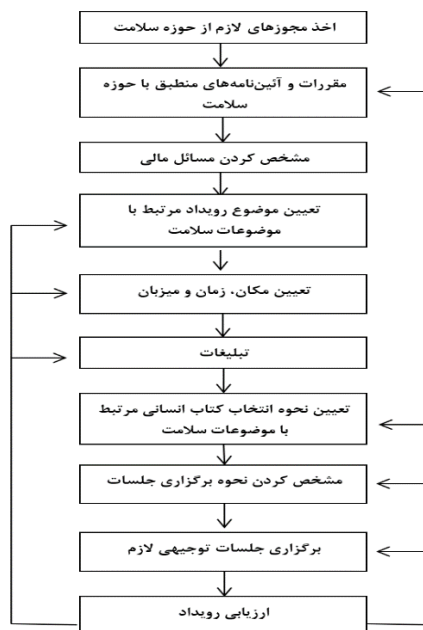 اخذ مجوزهای لازم از حوزه سلامت
مقررات و آئین‌نامه‌های منطبق با حوزه
سلامت
مشخص کردن مسائل مالی
تعیین موضوع رویداد مرتبط با
موضوعات سلامت
تعیین مکان، زمان و میزبان
تبلیغات
تعیین نحوه انتخاب کتاب انسانی مرتبط
با موضوعات سلامت
مشخص کردن نحوه برگزاری جلسات
برگزاری جلسات توجیهی لازم
ارزیابی رویداد